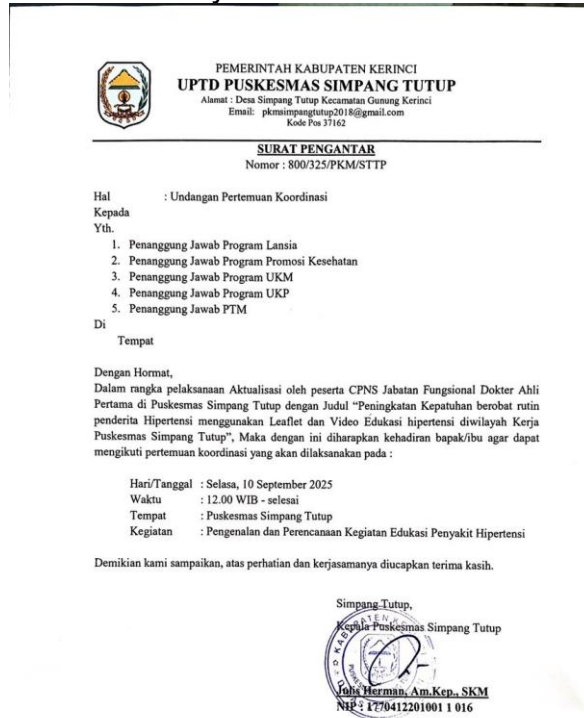 PEMERINTAH KABUPATEN KERINCI
UPTD PUSKESMAS SIMPANG TUTUP
Alamat : Desa Simpang Tutup Kecamatan Gunung Kerinci
Email: pkmsimpangtutup2018@gmail.com
Kode Pos 37162
SURAT PENGANTAR
Nomor : 800/325/PKM/STTP
Hal : Undangan Pertemuan Koordinasi
Kepada
Yth.
1. Penanggung Jawab Program Lansia
2. Penanggung Jawab Program Promosi Kesehatan
3. Penanggung Jawab Program UKM
4. Penanggung Jawab Program UKP
5. Penanggung Jawab PTM
Di
Tempat
Dengan Hormat,
Dalam rangka pelaksanaan Aktualisasi oleh peserta CPNS Jabatan Fungsional Dokter Ahli
Pertama di Puskesmas Simpang Tutup dengan Judul “Peningkatan Kepatuhan berobat rutin
penderita Hipertensi menggunakan Leaflet dan Video Edukasi hipertensi diwilayah Kerja
Puskesmas Simpang Tutup”, Maka dengan ini diharapkan kehadiran bapak/ibu agar dapat
mengikuti pertemuan koordinasi yang akan dilaksanakan pada :
Hari/Tanggal : Selasa, 10 September 2025
Waktu : 12.00 WIB - selesai
Tempat : Puskesmas Simpang Tutup
Kegiatan : Pengenalan dan Perencanaan Kegiatan Edukasi Penyakit Hipertensi
Demikian kami sampaikan, atas perhatian dan kerjasamanya diucapkan terima kasih.
Simpang Tutup,
Kepala Puskesmas Simpang Tutup
Herman, Am.Kep., SKM
NIP : 1770412201001 1 016